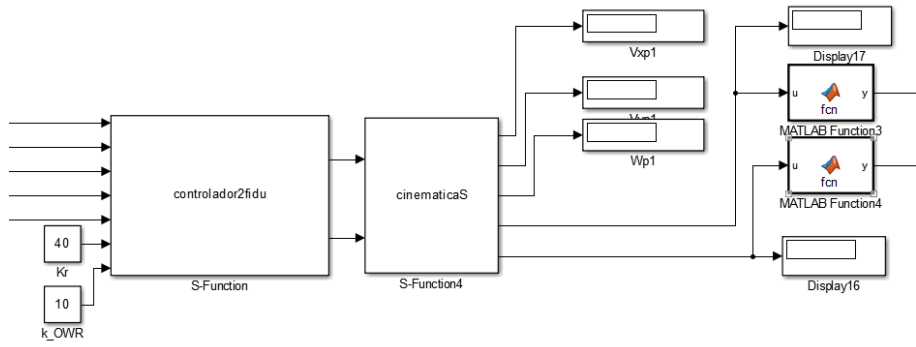 Vxp1
Display17
u
fcn
y
MATLAB Function3
Wp1
controlador2fidu
cinematicaS
u
fcn
y
MATLAB Function4
40
Kr
S-Function
S-Function4
Display16
10
k_OWR